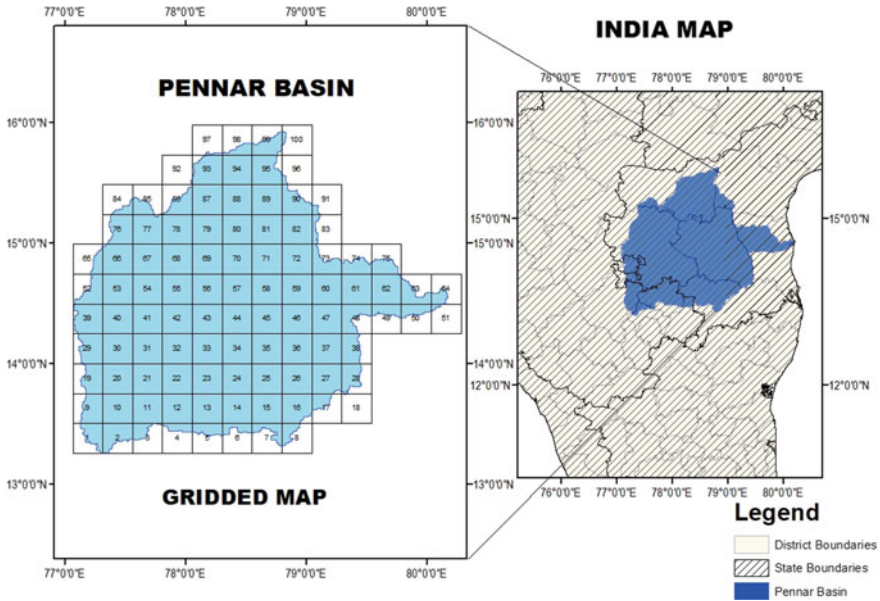 77°0'0"E 78°0'0"E 79°0'0"E 80°0'0"E
INDIA MAP
PENNAR BASIN
76°0'0"E 77°0'0"E 78°0'0"E 79°0'0"E 80°0'0"E
16°0'0"N 16°0'0"N
97 98 99 100
92 93 94 95 96
84 85 86 87 88 89 90 91
15°0'0"N 15°0'0"N
76 77 78 79 80 81 82 83
15°0'0"N 15°0'0"N
65 66 67 68 69 70 71 72 73 74 75
52 53 54 55 56 57 58 59 60 61 62 63 64
39 40 41 42 43 44 45 46 47 48 49 50 51
29 30 31 32 33 34 35 36 37 38
14°0'0"N 14°0'0"N
19 20 21 22 23 24 25 26 27 28
12°0'0"N 12°0'0"N
9 10 11 12 13 14 15 16 17 18
1 2 3 4 5 6 7 8
13°0'0"N 13°0'0"N
GRIDDED MAP
76°0'0"E 77°0'0"E 78°0'0"E 79°0'0"E 80°0'0"E
77°0'0"E 78°0'0"E 79°0'0"E 80°0'0"E
Legend
District Boundaries
State Boundaries
Pennar Basin